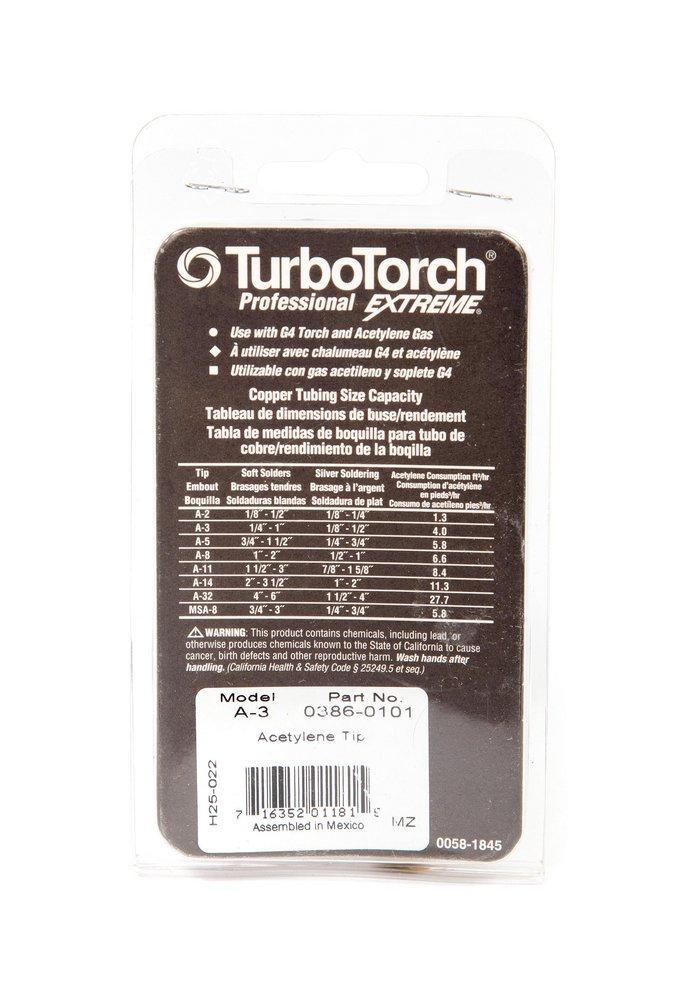 TurboTorch®
Professional EXTREME®
● Use with G4 Torch and Acetylene Gas
◆ À utiliser avec chalumeau G4 et acétylène
■ Utilizable con gas acetileno y soplete G4
Copper Tubing Size Capacity
Tableau de dimensions de buse/rendement
Tabla de medidas de boquilla para tubo de
cobre/rendimiento de la boqilla
Tip Soft Solders Silver Soldering Acetylene Consumption ft³/hr
Embout Brasages tendres Brasage à l'argent Consumption d'acétylène en pieds³/hr
Boquilla Soldaduras blandas Soldadura de plat Consumo de acetileno pies³/hr
A-2 1/8" - 1/2" 1/8" - 1/4" 1.3
A-3 1/4" - 1" 1/8" - 1/2" 4.0
A-5 3/4" - 1 1/2" 1/4" - 3/4" 5.8
A-8 1" - 2" 1/2" - 1" 6.6
A-11 1 1/2" - 3" 7/8" - 1 5/8" 8.4
A-14 2" - 3 1/2" 1" - 2" 11.3
A-32 4" - 6" 1 1/2" - 4" 27.7
MSA-8 3/4" - 3" 1/4" - 3/4" 5.8
⚠ WARNING: This product contains chemicals, including lead, or
otherwise produces chemicals known to the State of California to cause
cancer, birth defects and other reproductive harm. Wash hands after
handling. (California Health & Safety Code § 25249.5 et seq.)
Model Part No.
A-3 0386-0101
Acetylene Tip
H25-022
7 16352 01181
Assembled in Mexico
MZ
0058-1845